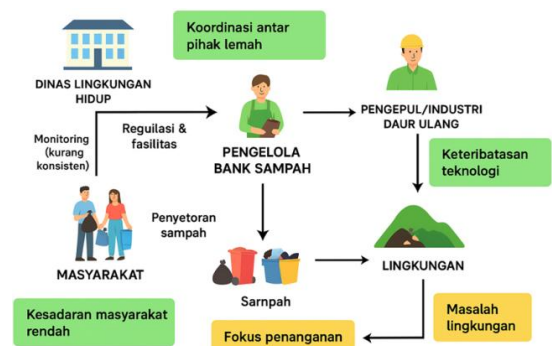 Koordinasi antar
pihak lemah
DINAS LINGKUNGAN
HIDUP
PENGEPUL/INDUSTRI
DAUR ULANG
Monitoring
(kurang
konsisten)
Reguilasi &
fasilitas
PENGELOLA
BANK SAMPAH
Keteribatasan
teknologi
Penyetoran
sampah
MASYARAKAT
Sarnpah
LINGKUNGAN
Kesadaran masyarakat
rendah
Fokus penanganan
Masalah
lingkungan